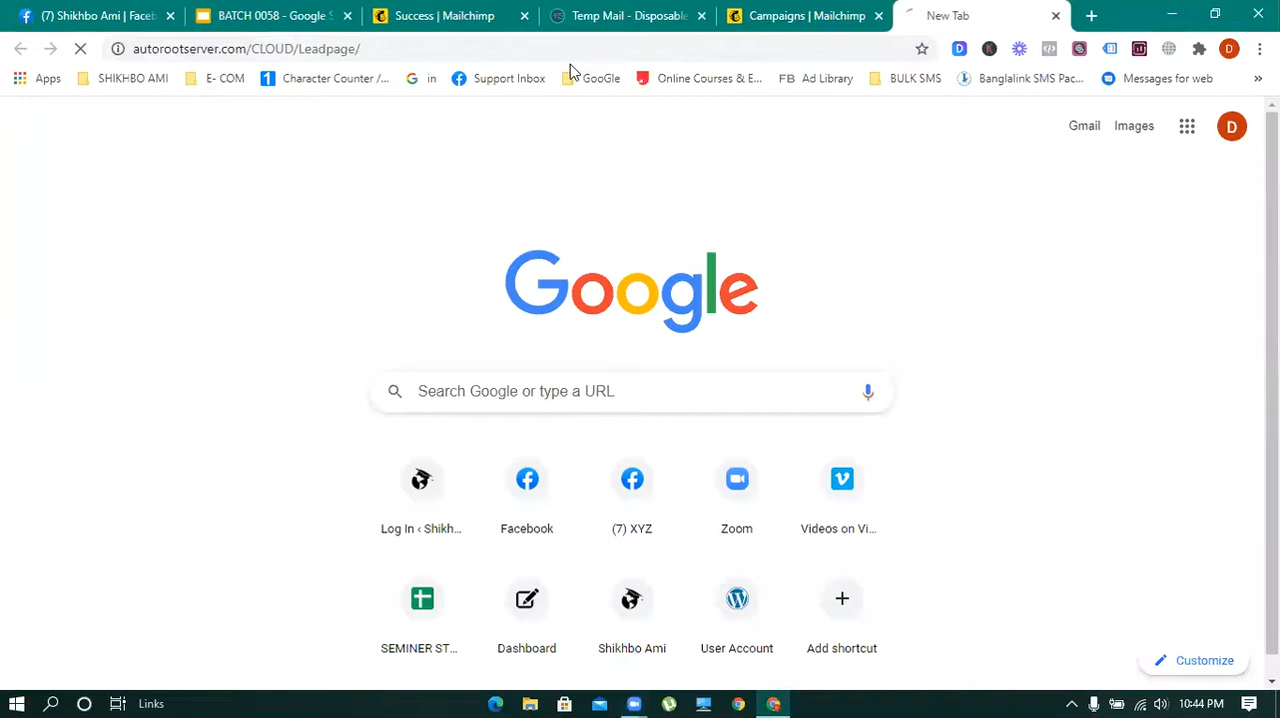 (7) Shikhbo Ami | Faceb
BATCH 0058 - Google S
Success | Mailchimp
Temp Mail - Disposable
Campaigns | Mailchimp
New Tab
autorootserver.com/CLOUD/Leadpage/
Apps
SHIKHBO AMI
E- COM
Character Counter /...
in
Support Inbox
GooGle
Online Courses & E...
FB Ad Library
BULK SMS
Banglalink SMS Pac...
Messages for web
»
Gmail
Images
D
Google
Search Google or type a URL
Log In ‹ Shikh...
Facebook
(7) XYZ
Zoom
Videos on Vi...
SEMINER ST...
Dashboard
Shikhbo Ami
User Account
Add shortcut
Customize
Links
10:44 PM